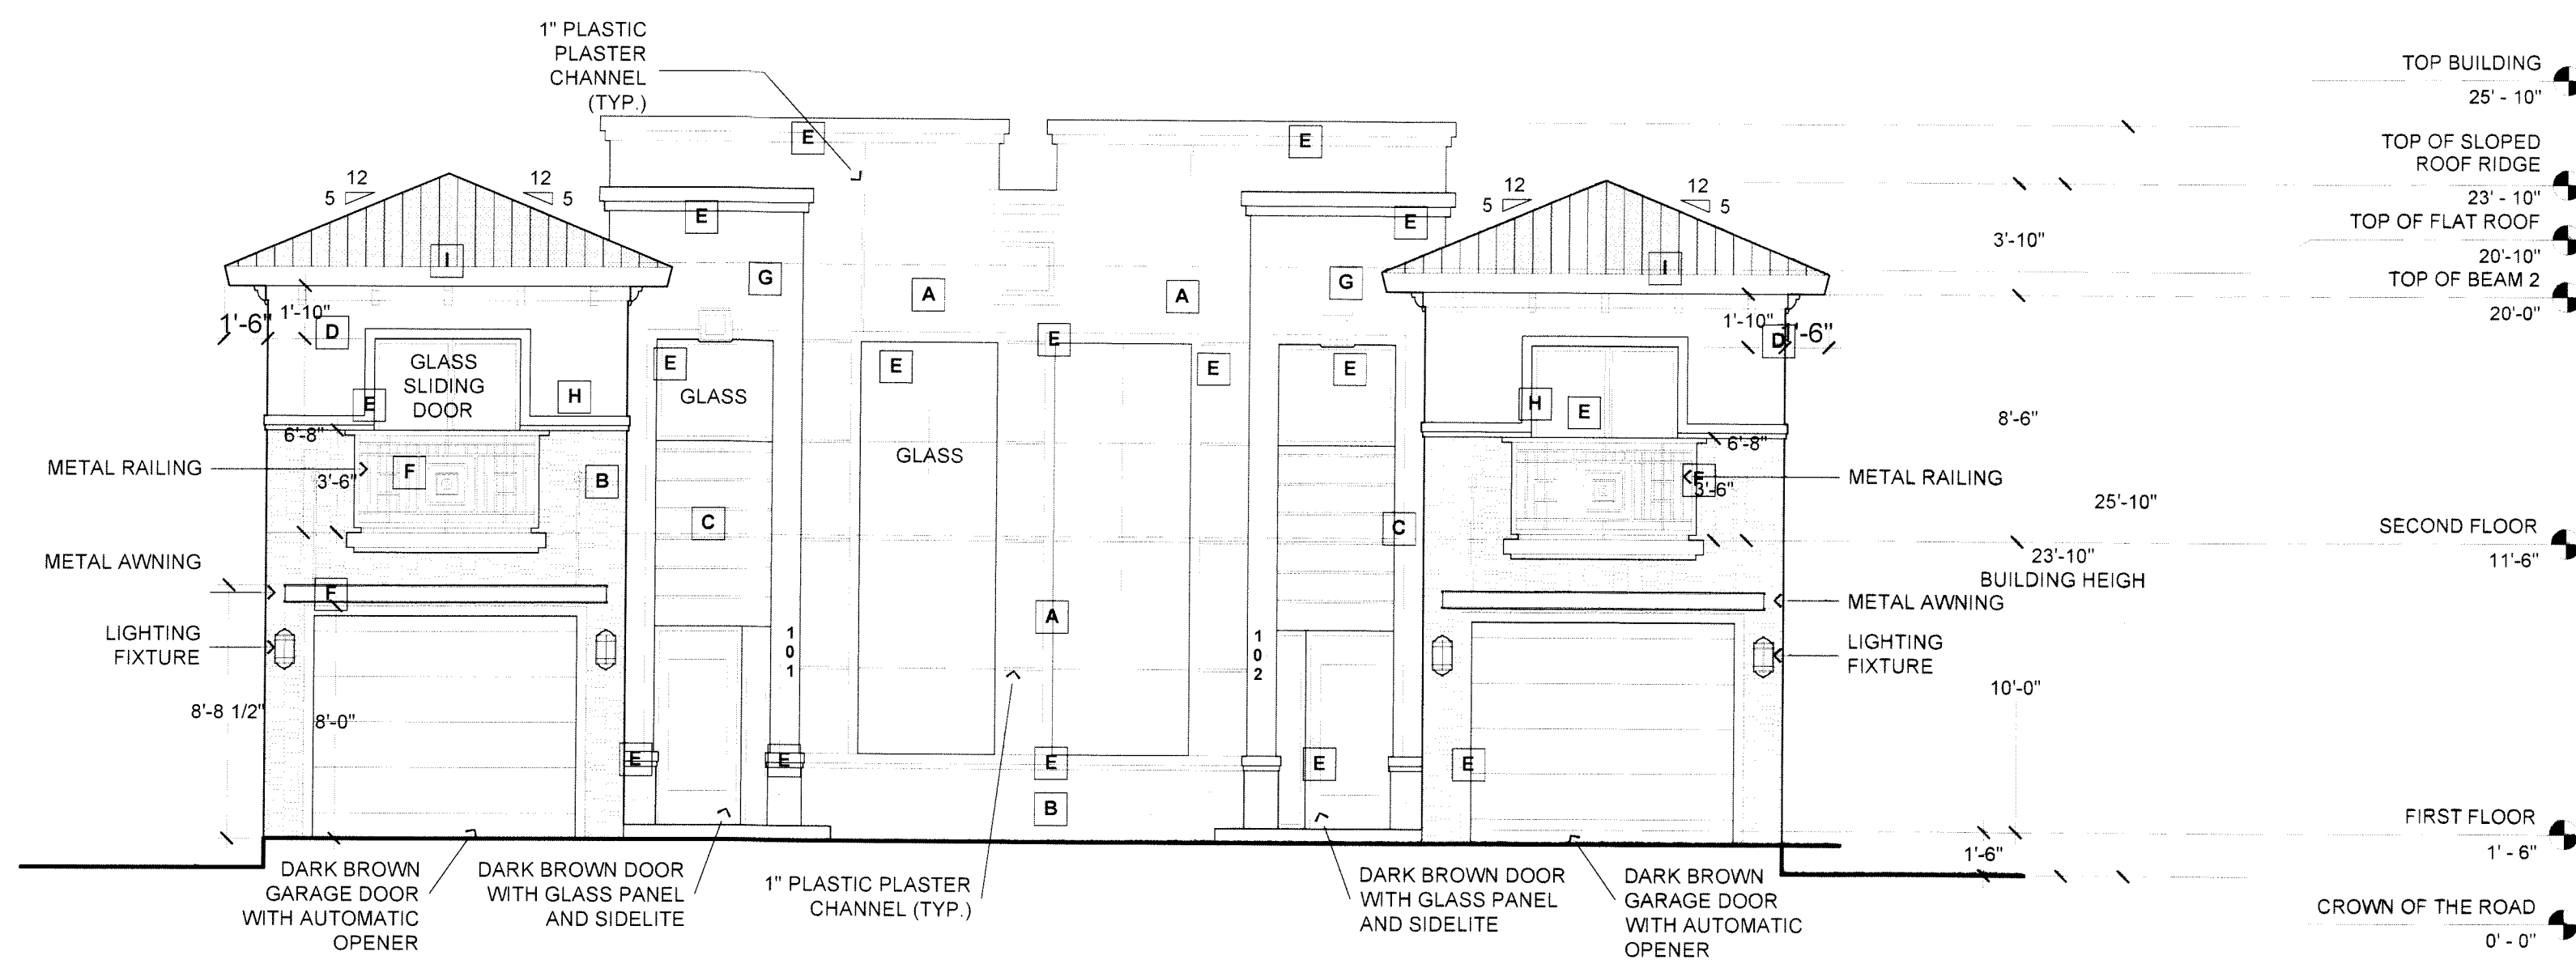 1" PLASTIC
PLASTER
CHANNEL
(TYP.)
TOP BUILDING
25' - 10"
TOP OF SLOPED
ROOF RIDGE
23' - 10"
TOP OF FLAT ROOF
20'-10"
TOP OF BEAM 2
20'-0"
SECOND FLOOR
11'-6"
FIRST FLOOR
1' - 6"
CROWN OF THE ROAD
0' - 0"
E
E
12
5
12
5
E
E
12
5
12
5
I
G
A
A
G
I
3'-10"
1'-6"
1'-10"
D
1'-10"
D
1'-6"
GLASS
SLIDING
DOOR
E
H
E
GLASS
E
E
GLASS
E
E
H
E
8'-6"
6'-8"
6'-8"
METAL RAILING
F
3'-6"
B
C
C
F
3'-6"
METAL RAILING
25'-10"
23'-10"
BUILDING HEIGH
METAL AWNING
F
A
METAL AWNING
LIGHTING
FIXTURE
101
102
LIGHTING
FIXTURE
8'-8 1/2"
8'-0"
10'-0"
E
E
E
E
E
B
1'-6"
DARK BROWN
GARAGE DOOR
WITH AUTOMATIC
OPENER
DARK BROWN DOOR
WITH GLASS PANEL
AND SIDELITE
1" PLASTIC PLASTER
CHANNEL (TYP.)
DARK BROWN DOOR
WITH GLASS PANEL
AND SIDELITE
DARK BROWN
GARAGE DOOR
WITH AUTOMATIC
OPENER